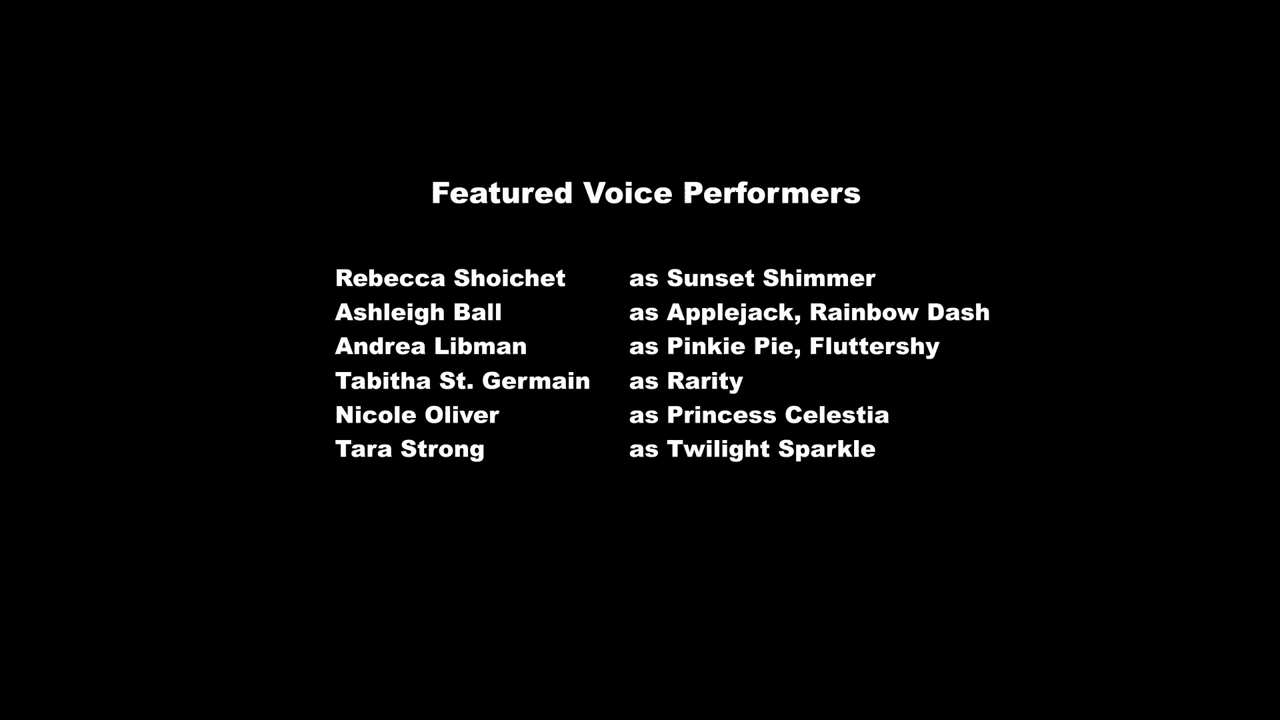 Featured Voice Performers
Rebecca Shoichet as Sunset Shimmer
Ashleigh Ball as Applejack, Rainbow Dash
Andrea Libman as Pinkie Pie, Fluttershy
Tabitha St. Germain as Rarity
Nicole Oliver as Princess Celestia
Tara Strong as Twilight Sparkle